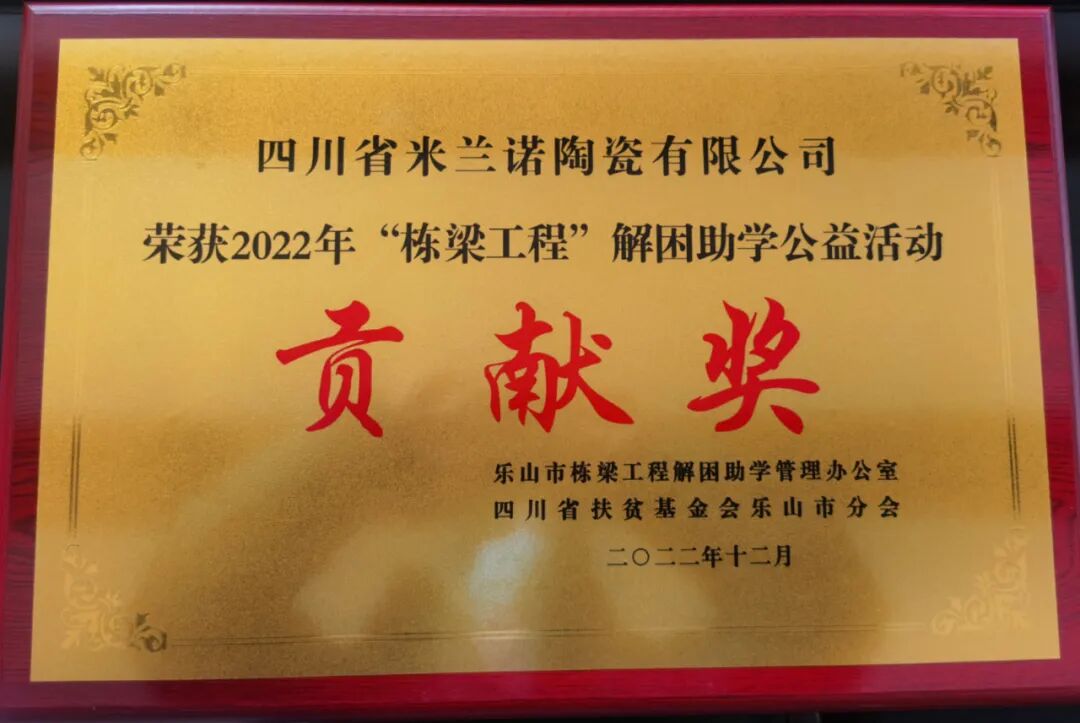 四川省米兰诺陶瓷有限公司
荣获2022年“栋梁工程”解困助学公益活动
贡献奖
乐山市栋梁工程解困助学管理办公室
四川省扶贫基金会乐山市分会
二〇二二年十二月